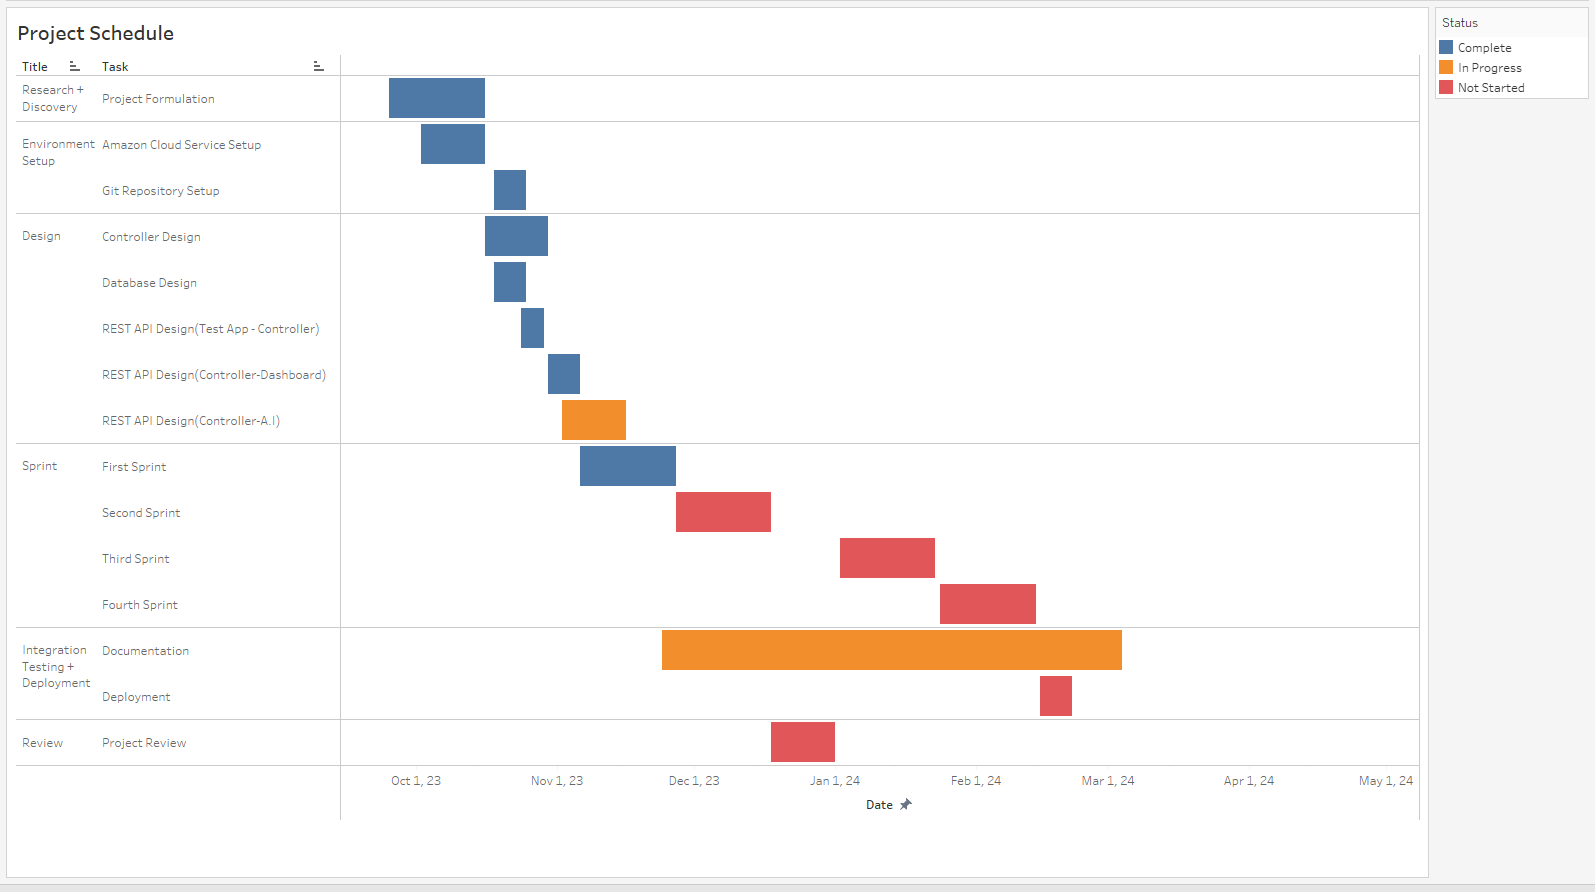 Project Schedule
Status
Complete
In Progress
Not Started
Title Task
Research +
Discovery
Project Formulation
Environment
Setup
Amazon Cloud Service Setup
Git Repository Setup
Design
Controller Design
Database Design
REST API Design(Test App - Controller)
REST API Design(Controller-Dashboard)
REST API Design(Controller-A.I)
Sprint
First Sprint
Second Sprint
Third Sprint
Fourth Sprint
Integration
Testing +
Deployment
Documentation
Deployment
Review
Project Review
Oct 1, 23 Nov 1, 23 Dec 1, 23 Jan 1, 24 Feb 1, 24 Mar 1, 24 Apr 1, 24 May 1, 24
Date